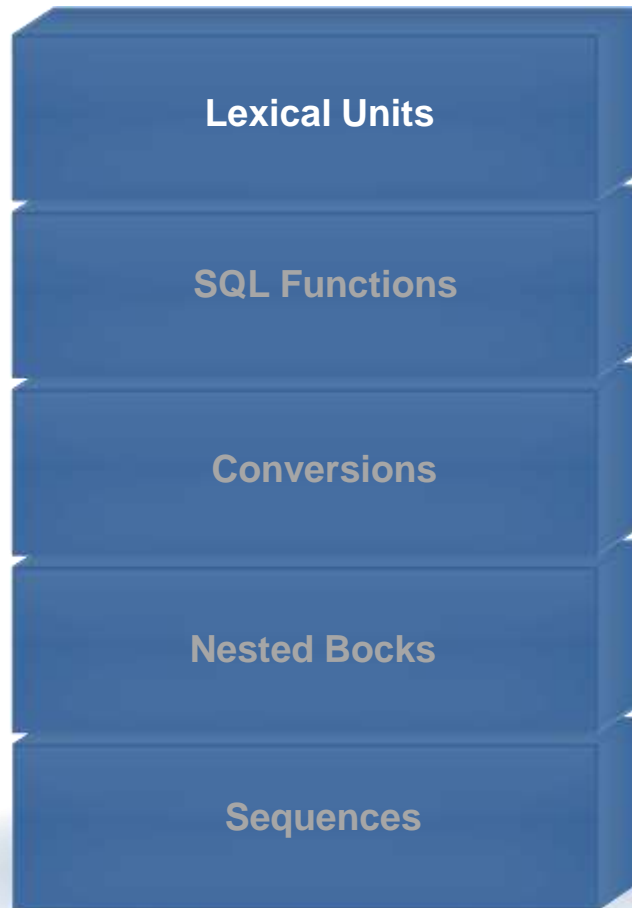 Lexical Units
SQL Functions
Conversions
Nested Bocks
Sequences